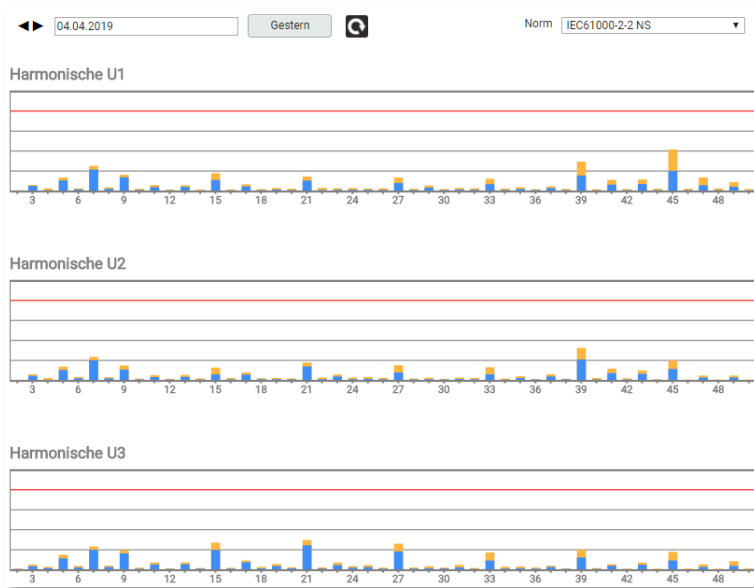 ◀▶ 04.04.2019 Gestern Norm IEC61000-2-2 NS ▼
Harmonische U1
3 6 9 12 15 18 21 24 27 30 33 36 39 42 45 48
Harmonische U2
3 6 9 12 15 18 21 24 27 30 33 36 39 42 45 48
Harmonische U3
3 6 9 12 15 18 21 24 27 30 33 36 39 42 45 48